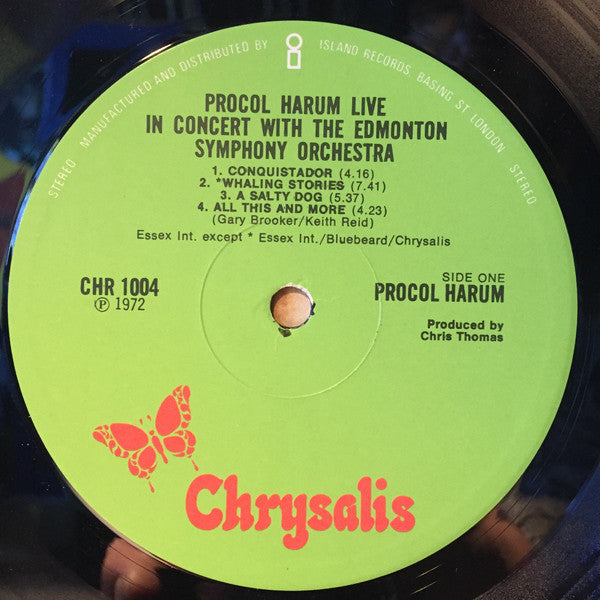 STEREO MANUFACTURED AND DISTRIBUTED BY ISLAND RECORDS, BASING ST. LONDON STEREO
PROCOL HARUM LIVE
IN CONCERT WITH THE EDMONTON
SYMPHONY ORCHESTRA
1. CONQUISTADOR (4.16)
2. *WHALING STORIES (7.41)
3. A SALTY DOG (5.37)
4. ALL THIS AND MORE (4.23)
(Gary Brooker/Keith Reid)
Essex Int. except * Essex Int./Bluebeard/Chrysalis
CHR 1004
Ⓟ 1972
SIDE ONE
PROCOL HARUM
Produced by
Chris Thomas
Chrysalis